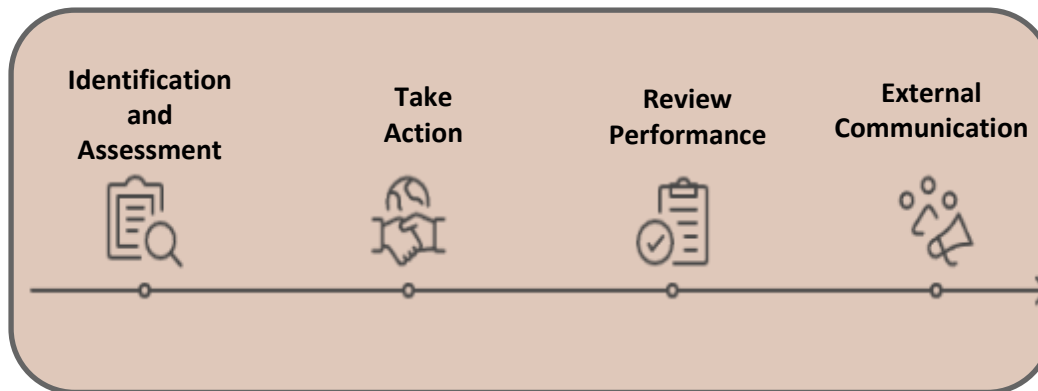 Identification
and
Assessment
Take
Action
Review
Performance
External
Communication